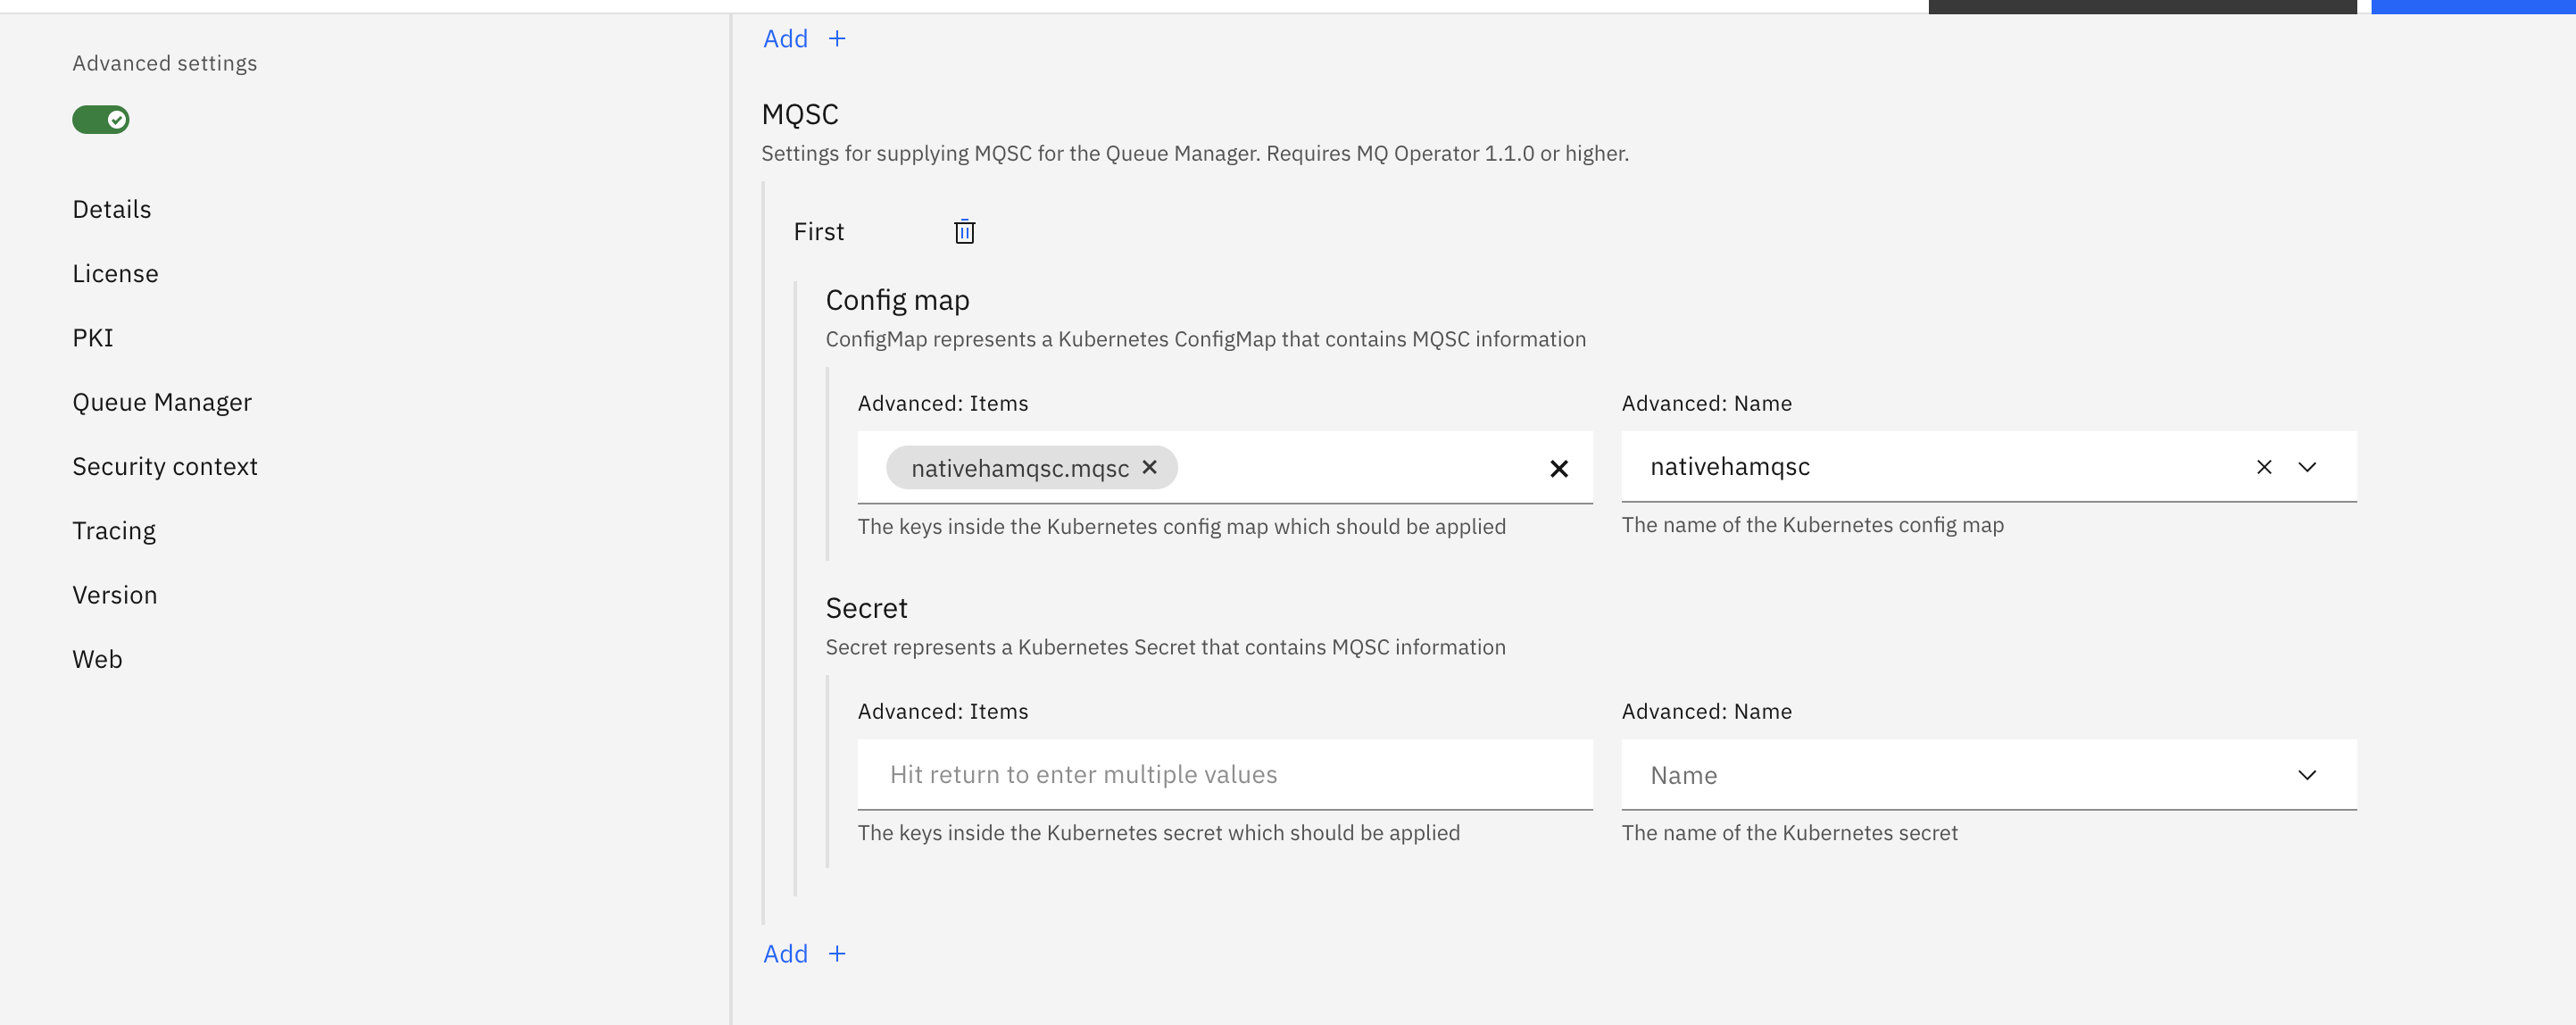 Add +
Advanced settings
Details
License
PKI
Queue Manager
Security context
Tracing
Version
Web
MQSC
Settings for supplying MQSC for the Queue Manager. Requires MQ Operator 1.1.0 or higher.
First
Config map
ConfigMap represents a Kubernetes ConfigMap that contains MQSC information
Advanced: Items
nativehamqsc.mqsc
The keys inside the Kubernetes config map which should be applied
Advanced: Name
nativehamqsc
The name of the Kubernetes config map
Secret
Secret represents a Kubernetes Secret that contains MQSC information
Advanced: Items
Hit return to enter multiple values
The keys inside the Kubernetes secret which should be applied
Advanced: Name
Name
The name of the Kubernetes secret
Add +